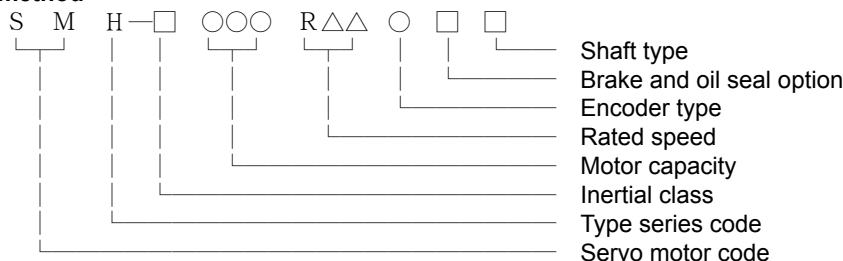 S M H—□ ○○○ R△△ ○ □ □
Shaft type
Brake and oil seal option
Encoder type
Rated speed
Motor capacity
Inertial class
Type series code
Servo motor code